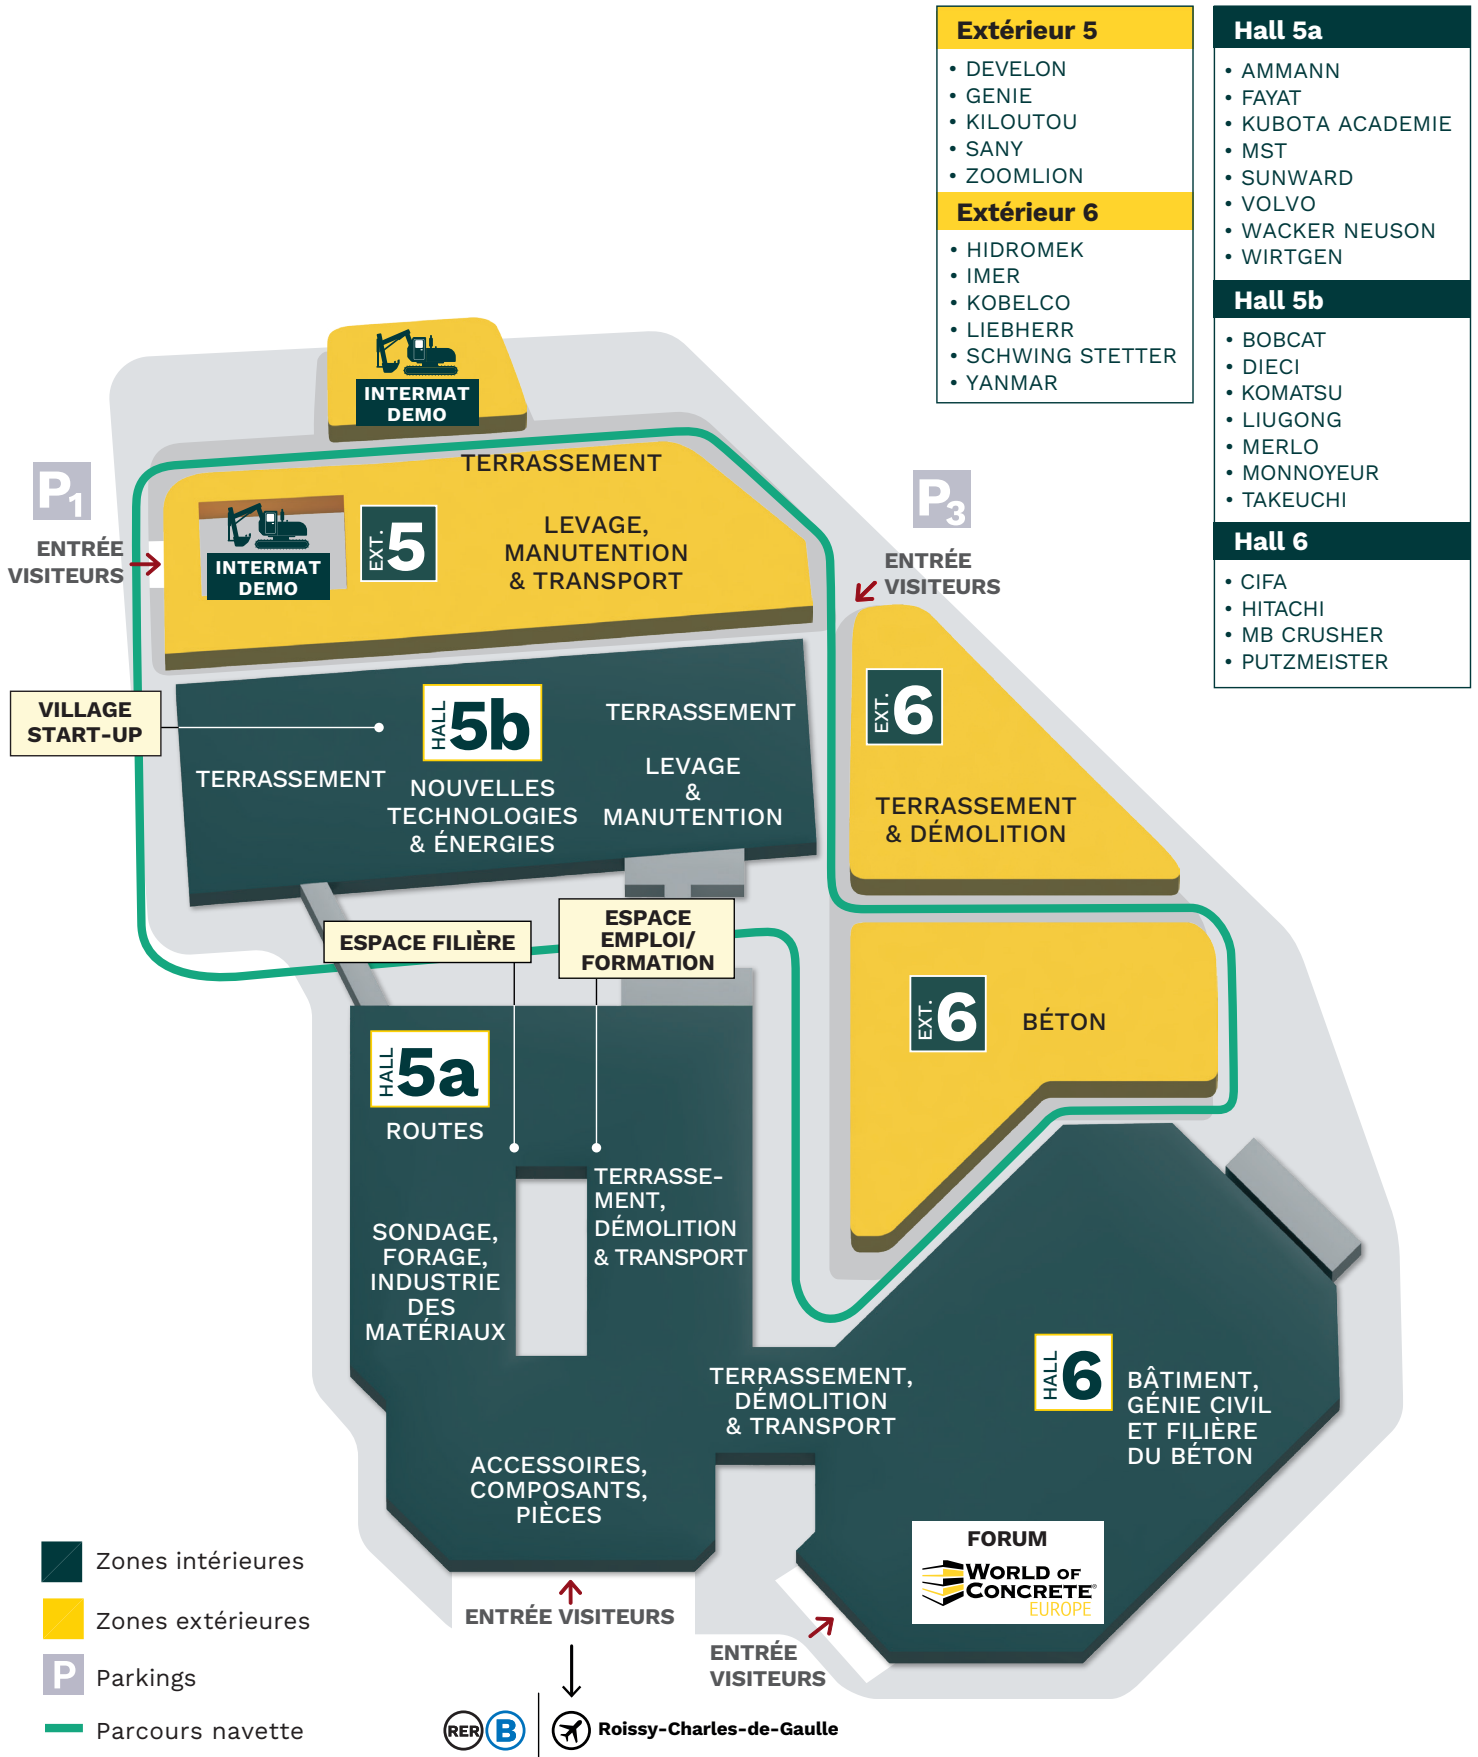 Extérieur 5
• DEVELON
• GENIE
• KILOUTOU
• SANY
• ZOOMLION
Extérieur 6
• HIDROMEK
• IMER
• KOBELCO
• LIEBHERR
• SCHWING STETTER
• YANMAR
Hall 5a
• AMMANN
• FAYAT
• KUBOTA ACADEMIE
• MST
• SUNWARD
• VOLVO
• WACKER NEUSON
• WIRTGEN
Hall 5b
• BOBCAT
• DIECI
• KOMATSU
• LIUGONG
• MERLO
• MONNOYEUR
• TAKEUCHI
Hall 6
• CIFA
• HITACHI
• MB CRUSHER
• PUTZMEISTER
INTERMAT
DEMO
TERRASSEMENT
P1
ENTRÉE
VISITEURS
INTERMAT
DEMO
EXT. 5
LEVAGE,
MANUTENTION
& TRANSPORT
P3
ENTRÉE
VISITEURS
VILLAGE
START-UP
TERRASSEMENT
HALL 5b
NOUVELLES
TECHNOLOGIES
& ÉNERGIES
TERRASSEMENT
LEVAGE
&
MANUTENTION
EXT. 6
TERRASSEMENT
& DÉMOLITION
ESPACE FILIÈRE
ESPACE
EMPLOI/
FORMATION
EXT. 6
BÉTON
HALL 5a
ROUTES
SONDAGE,
FORAGE,
INDUSTRIE
DES
MATÉRIAUX
TERRASSE-
MENT,
DÉMOLITION
& TRANSPORT
TERRASSEMENT,
DÉMOLITION
& TRANSPORT
HALL 6
BÂTIMENT,
GÉNIE CIVIL
ET FILIÈRE
DU BÉTON
ACCESSOIRES,
COMPOSANTS,
PIÈCES
FORUM
WORLD OF
CONCRETE®
EUROPE
ENTRÉE VISITEURS
ENTRÉE
VISITEURS
Zones intérieures
Zones extérieures
P Parkings
Parcours navette
RER B
Roissy-Charles-de-Gaulle